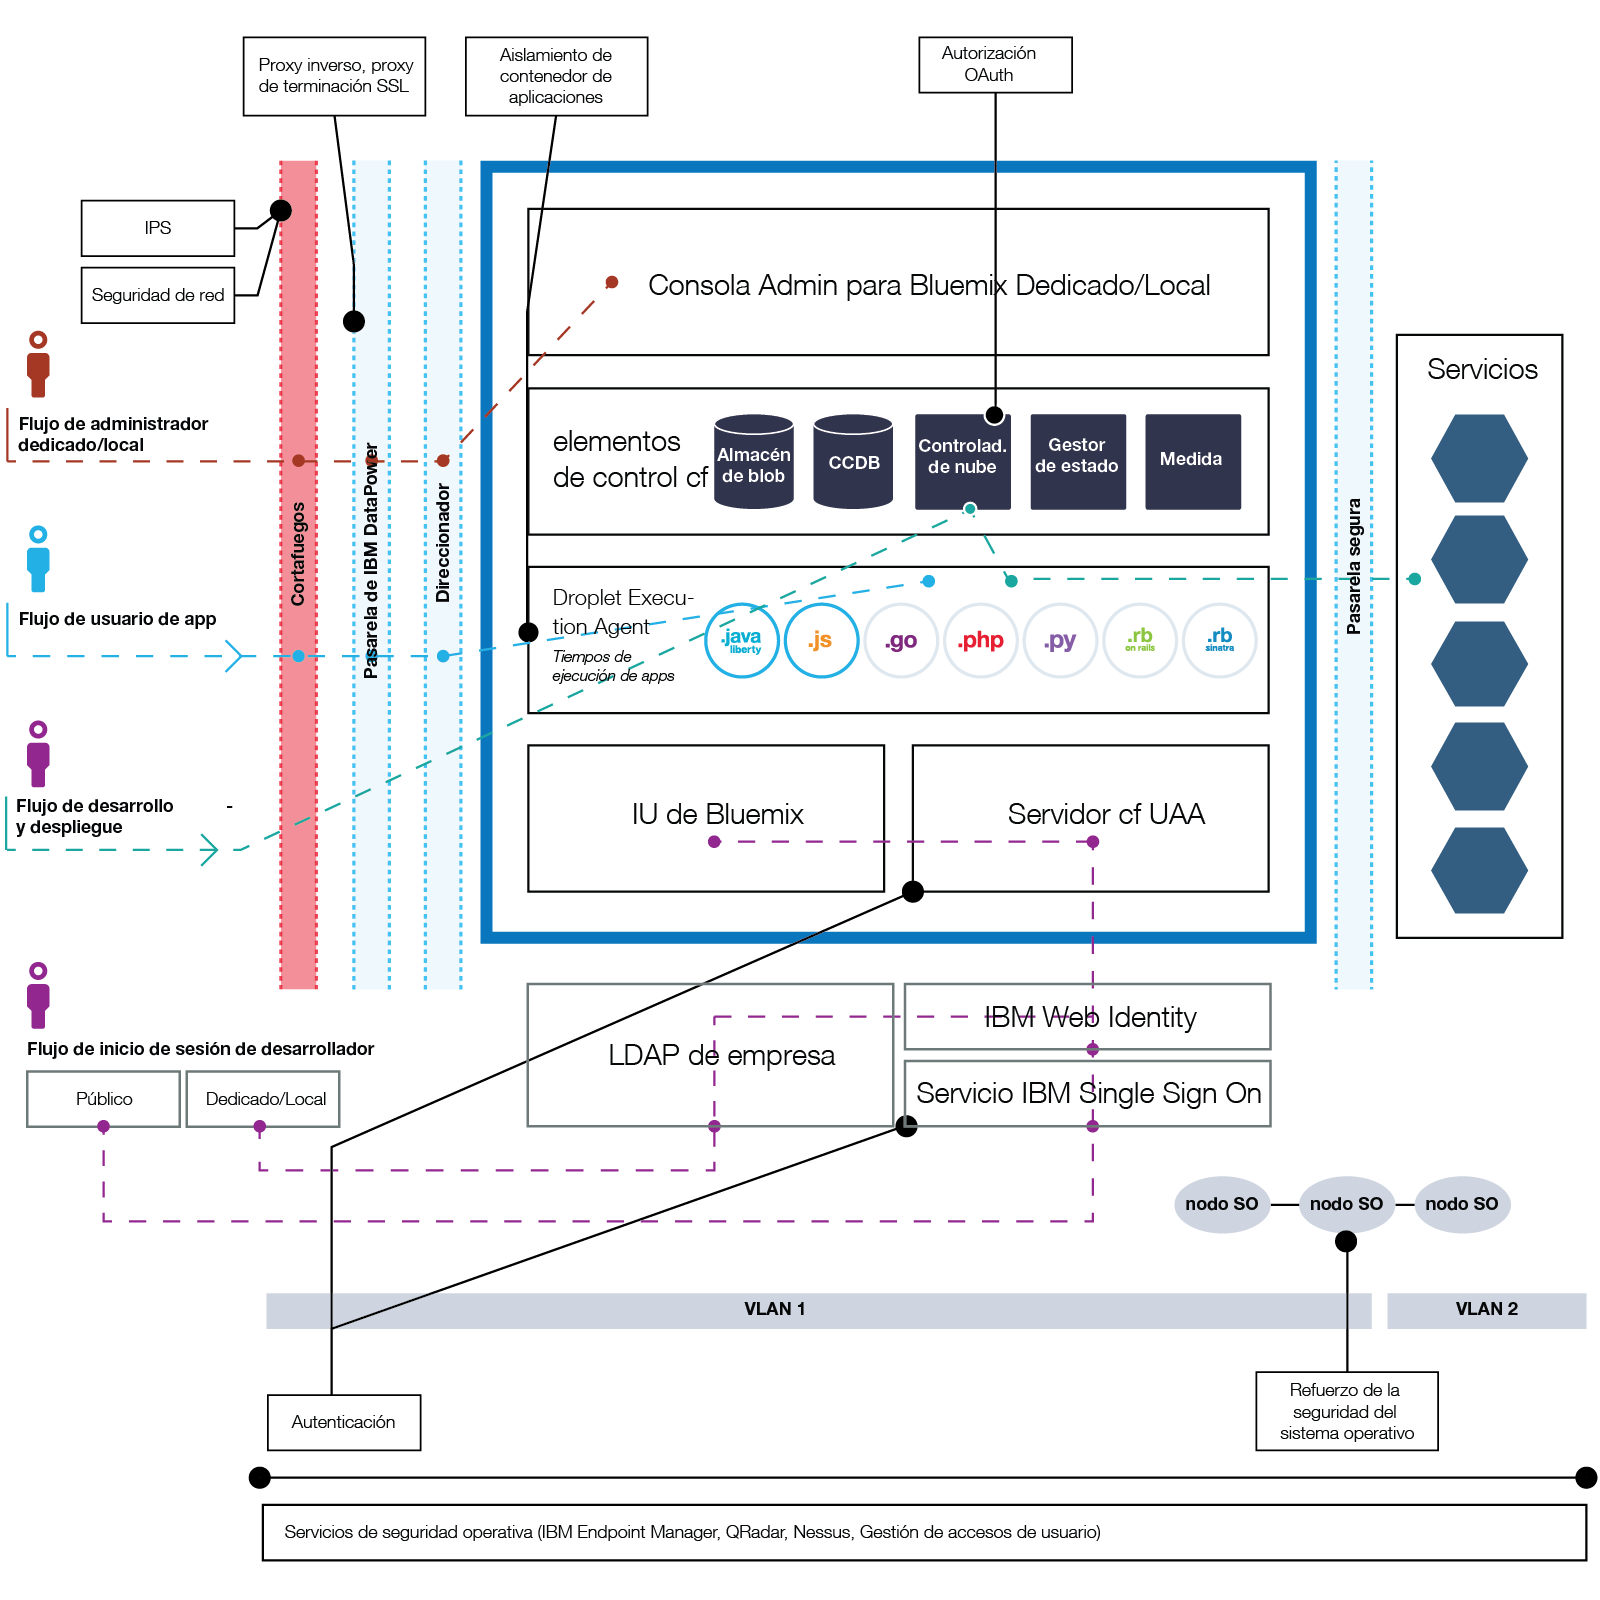 Proxy inverso, proxy
de terminación SSL
Aislamiento de
contenedor de
aplicaciones
Autorización
OAuth
IPS
Seguridad de red
Flujo de administrador
dedicado/local
Flujo de usuario de app
Flujo de desarrollo -
y despliegue
Cortafuegos
Pasarela de IBM DataPower
Direccionador
Consola Admin para Bluemix Dedicado/Local
elementos
de control cf
Almacén
de blob
CCDB
Controlad.
de nube
Gestor
de estado
Medida
Droplet Execu-
tion Agent
Tiempos de
ejecución de apps
.java
liberty
.js
.go
.php
.py
.rb
on rails
.rb
sinatra
IU de Bluemix
Servidor cf UAA
Pasarela segura
Servicios
Flujo de inicio de sesión de desarrollador
Público
Dedicado/Local
LDAP de empresa
IBM Web Identity
Servicio IBM Single Sign On
nodo SO
nodo SO
nodo SO
VLAN 1
VLAN 2
Autenticación
Refuerzo de la
seguridad del
sistema operativo
Servicios de seguridad operativa (IBM Endpoint Manager, QRadar, Nessus, Gestión de accesos de usuario)